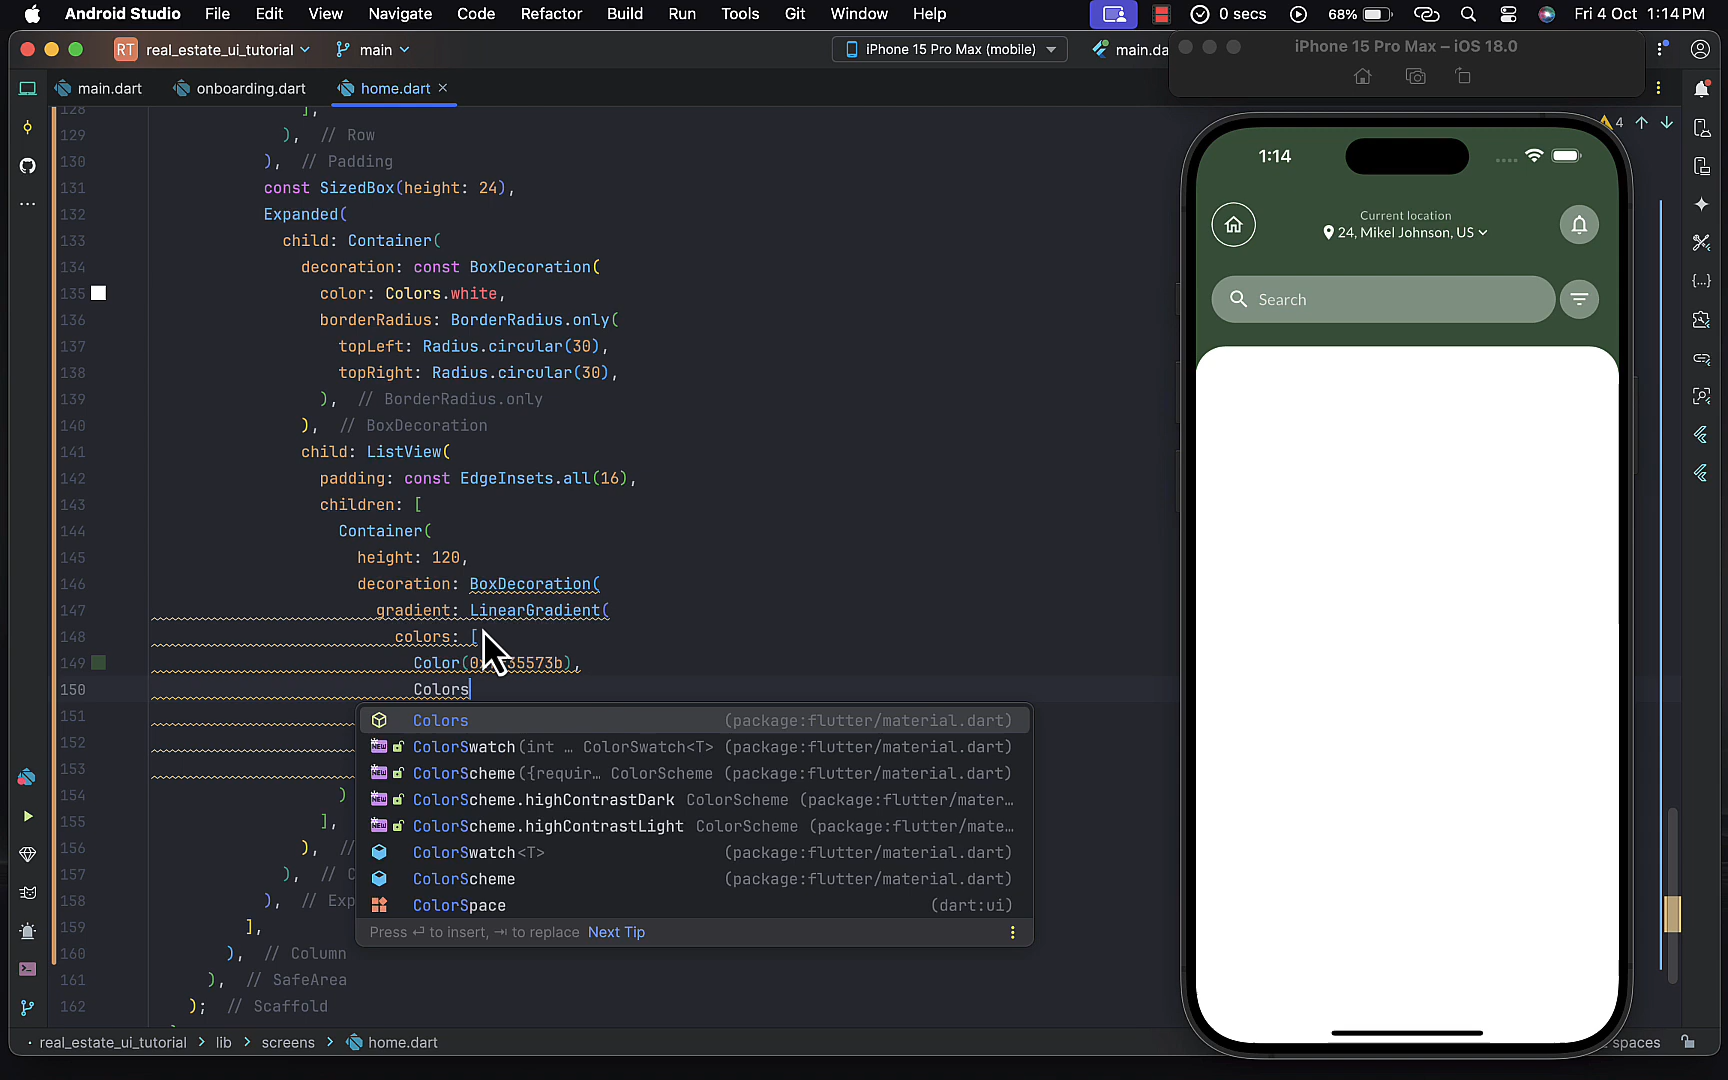 Android Studio File Edit View Navigate Code Refactor Build Run Tools Git Window Help 0 secs 68% Fri 4 Oct 1:14 PM
RT real_estate_ui_tutorial main iPhone 15 Pro Max (mobile) main.da
iPhone 15 Pro Max – iOS 18.0
main.dart onboarding.dart home.dart
4
128 ],
129 ), // Row
130 ), // Padding
131 const SizedBox(height: 24),
132 Expanded(
133 child: Container(
134 decoration: const BoxDecoration(
135 color: Colors.white,
136 borderRadius: BorderRadius.only(
137 topLeft: Radius.circular(30),
138 topRight: Radius.circular(30),
139 ), // BorderRadius.only
140 ), // BoxDecoration
141 child: ListView(
142 padding: const EdgeInsets.all(16),
143 children: [
144 Container(
145 height: 120,
146 decoration: BoxDecoration(
147 gradient: LinearGradient(
148 colors: [
149 Color(0 35573b),
150 Colors
151
152
153
154 )
155 ],
156 ), //
157 ), // C
158 ), // Exp
159 ],
160 ), // Column
161 ), // SafeArea
162 ); // Scaffold
Colors (package:flutter/material.dart)
ColorSwatch(int … ColorSwatch<T> (package:flutter/material.dart)
ColorScheme({requir… ColorScheme (package:flutter/material.dart)
ColorScheme.highContrastDark ColorScheme (package:flutter/mater…
ColorScheme.highContrastLight ColorScheme (package:flutter/mate…
ColorSwatch<T> (package:flutter/material.dart)
ColorScheme (package:flutter/material.dart)
ColorSpace (dart:ui)
Press ⏎ to insert, ⇥ to replace Next Tip
1:14
Current location
24, Mikel Johnson, US
Search
real_estate_ui_tutorial > lib > screens > home.dart
spaces